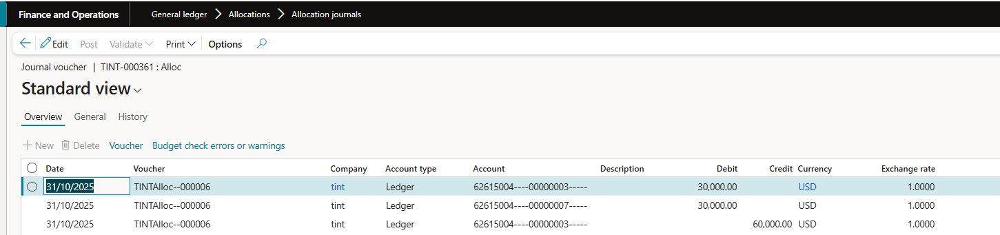 Finance and Operations General ledger Allocations Allocation journals
Edit Post Validate Print Options
Journal voucher | TINT-000361 : Alloc
Standard view
Overview General History
New Delete Voucher Budget check errors or warnings
Date Voucher Company Account type Account Description Debit Credit Currency Exchange rate
31/10/2025 TINTAlloc--000006 tint Ledger 62615004----00000003----- 30,000.00 USD 1.0000
31/10/2025 TINTAlloc--000006 tint Ledger 62615004----00000007----- 30,000.00 USD 1.0000
31/10/2025 TINTAlloc--000006 tint Ledger 62615004----00000003----- 60,000.00 USD 1.0000